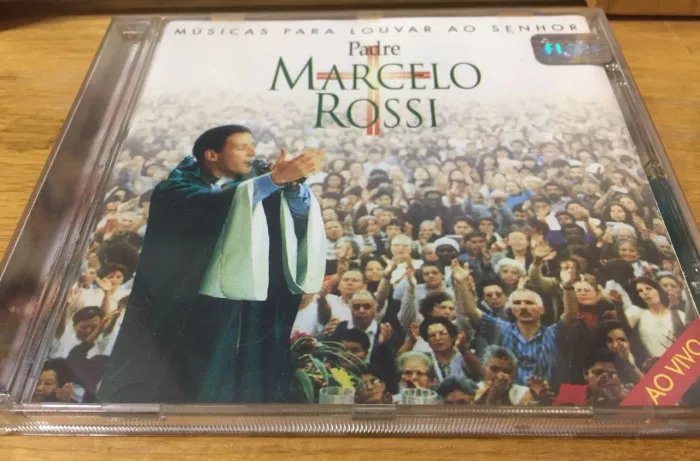 MÚSICAS PARA LOUVAR AO SENHOR
Padre
MARCELO
ROSSI
AO VIVO